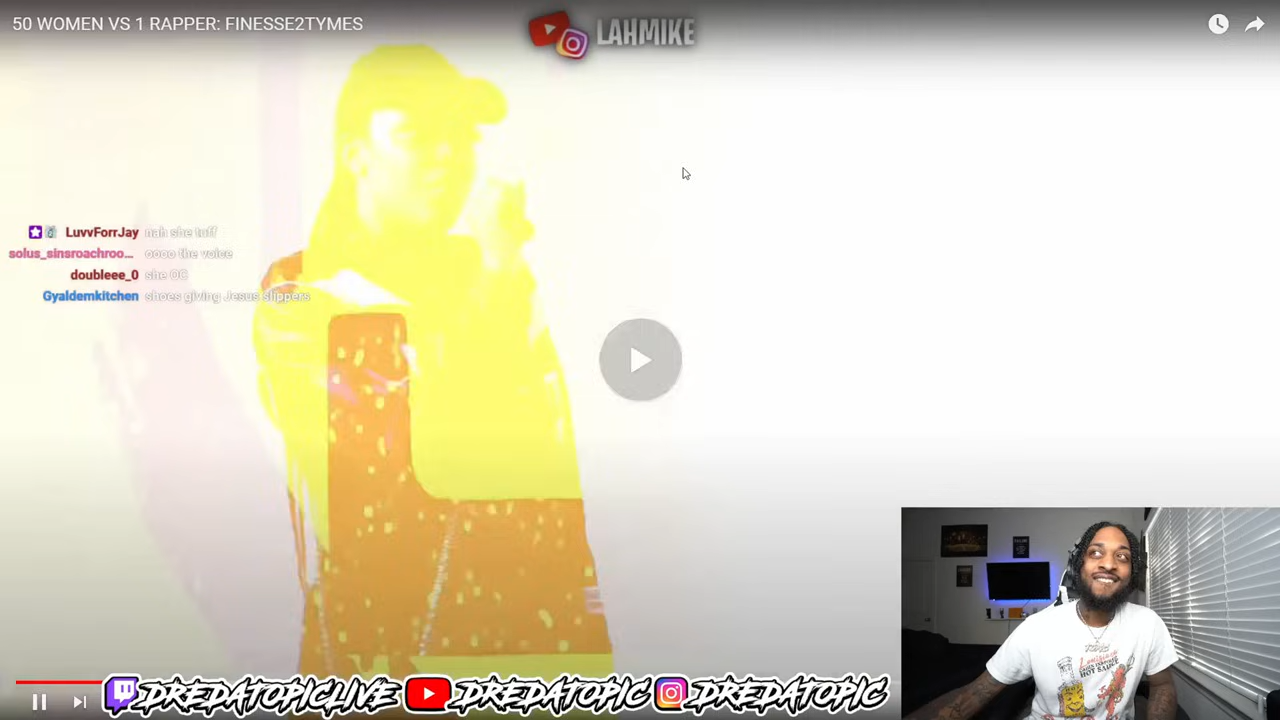 50 WOMEN VS 1 RAPPER: FINESSE2TYMES
LAHMIKE
LuvvForrJay nah she tuff
solus_sinsroachroo... oooo the voice
doubleee_0 she OC
Gyaldemkitchen shoes giving Jesus slippers
DREDATOPICLIVE DREDATOPIC DREDATOPIC